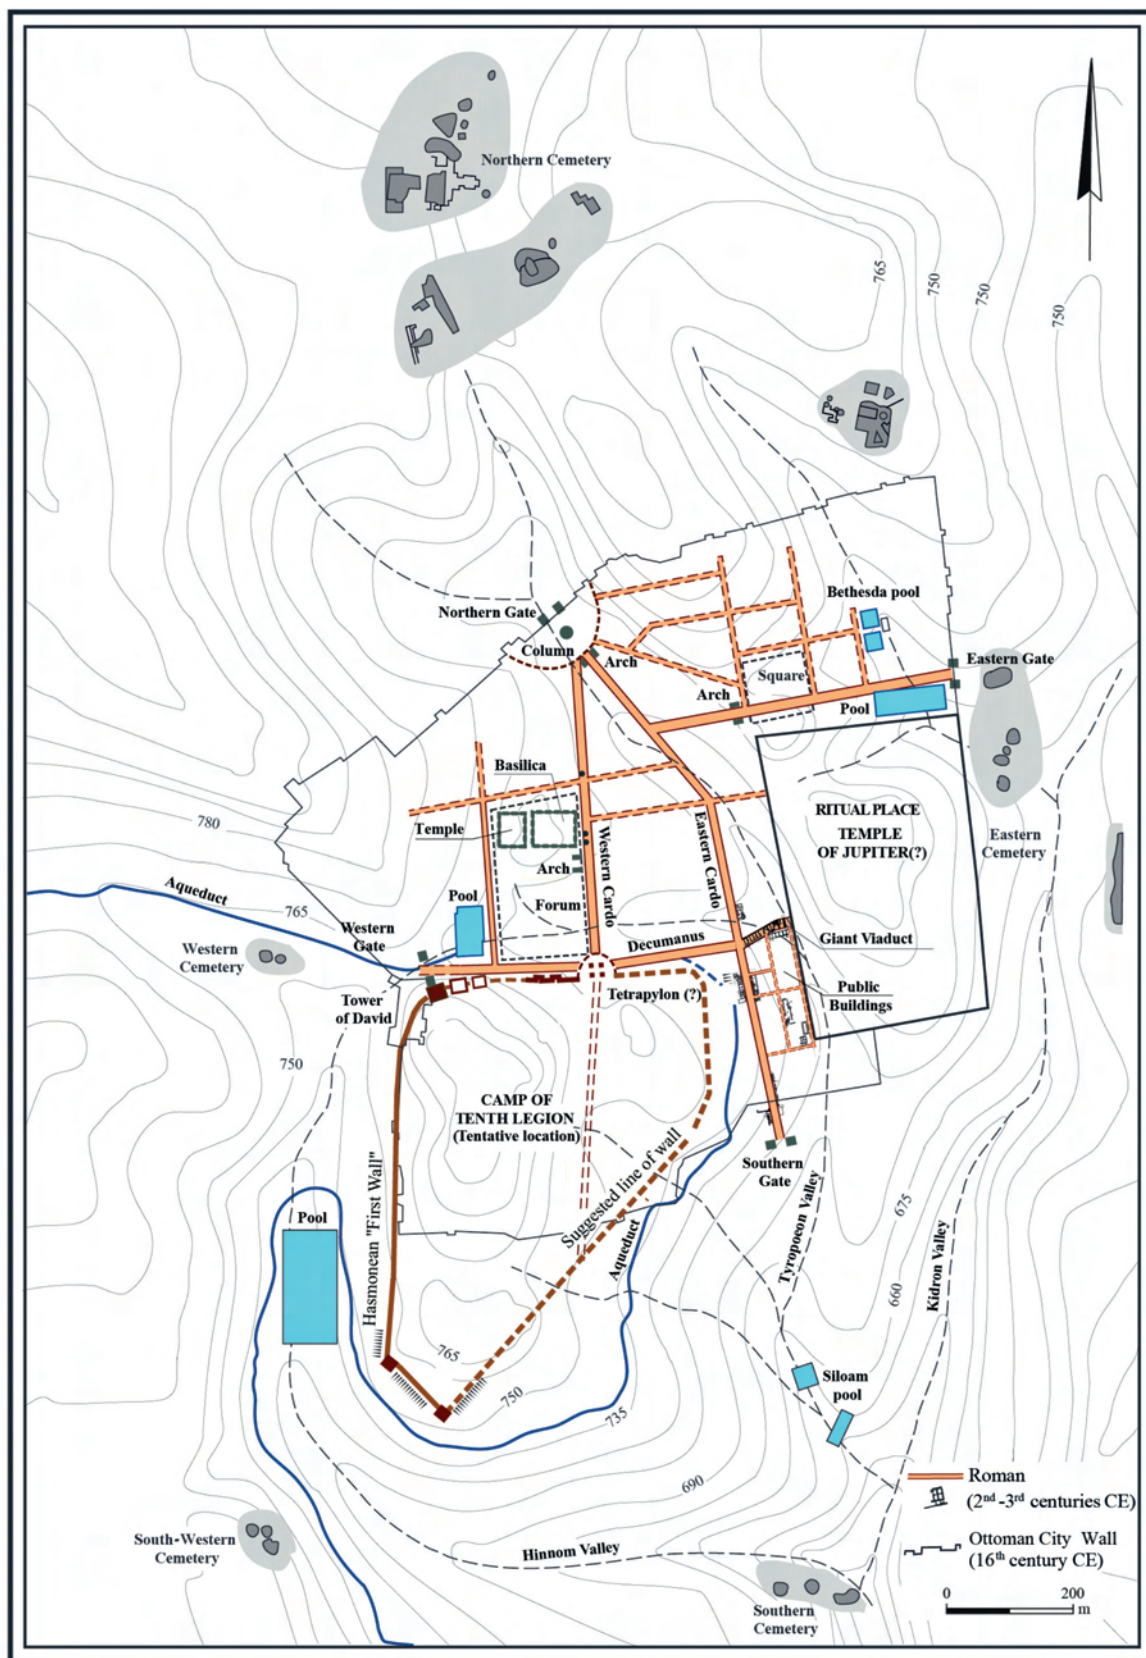 Northern Cemetery
765
750
750
750
Bethesda pool
Northern Gate
Column
Arch
Eastern Gate
Square
Arch
Pool
Basilica
RITUAL PLACE
TEMPLE
OF JUPITER(?)
780
Temple
Western Cardo
Eastern Cardo
Eastern
Cemetery
Arch
Aqueduct
Pool
Forum
765
Western
Gate
Decumanus
Giant Viaduct
Western
Cemetery
Tower
of David
Tetrapylon (?)
Public
Buildings
750
CAMP OF
TENTH LEGION
(Tentative location)
Southern
Gate
Suggested line of wall
Hasmonean "First Wall"
Pool
Aqueduct
Tyropoeon Valley
675
Kidron Valley
660
765
750
735
Siloam
pool
690
Roman
(2nd -3rd centuries CE)
Ottoman City Wall
(16th century CE)
South-Western
Cemetery
Hinnom Valley
0 200
m
Southern
Cemetery